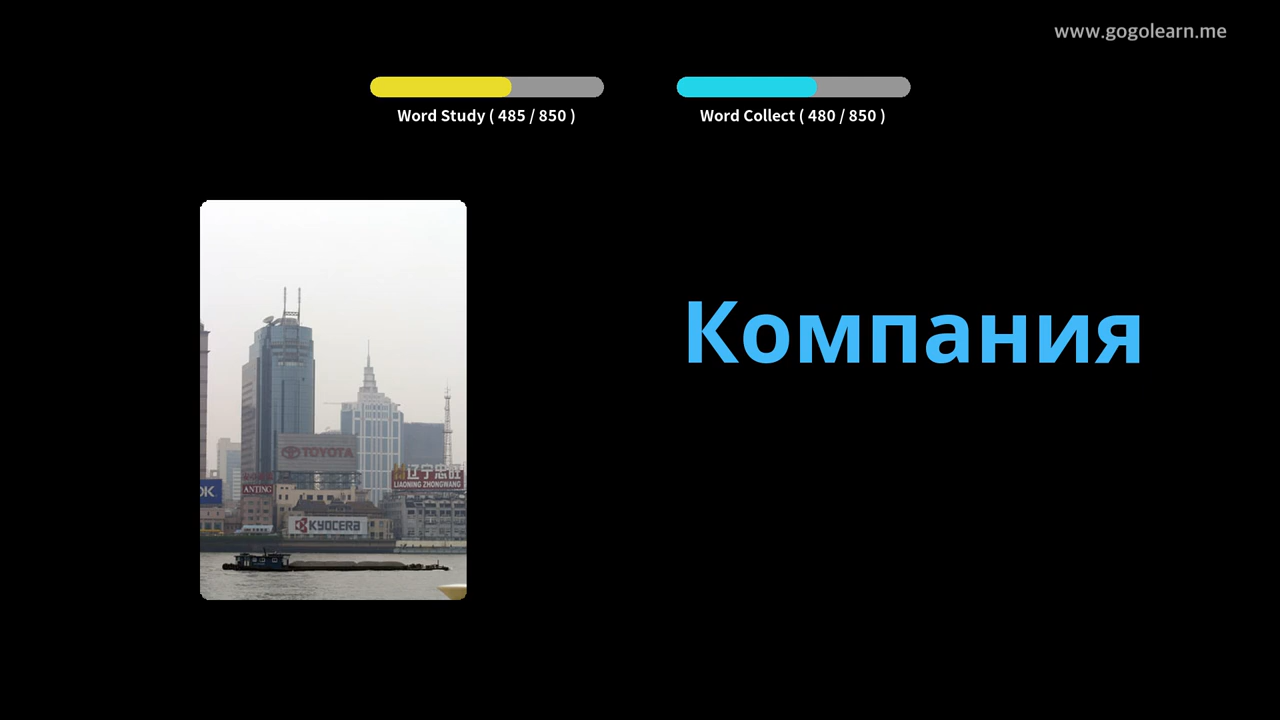 www.gogolearn.me
Word Study ( 485 / 850 )
Word Collect ( 480 / 850 )
Компания
TOYOTA
辽宁忠旺
LIAONING ZHONGWANG
ANTING
KYOCERA